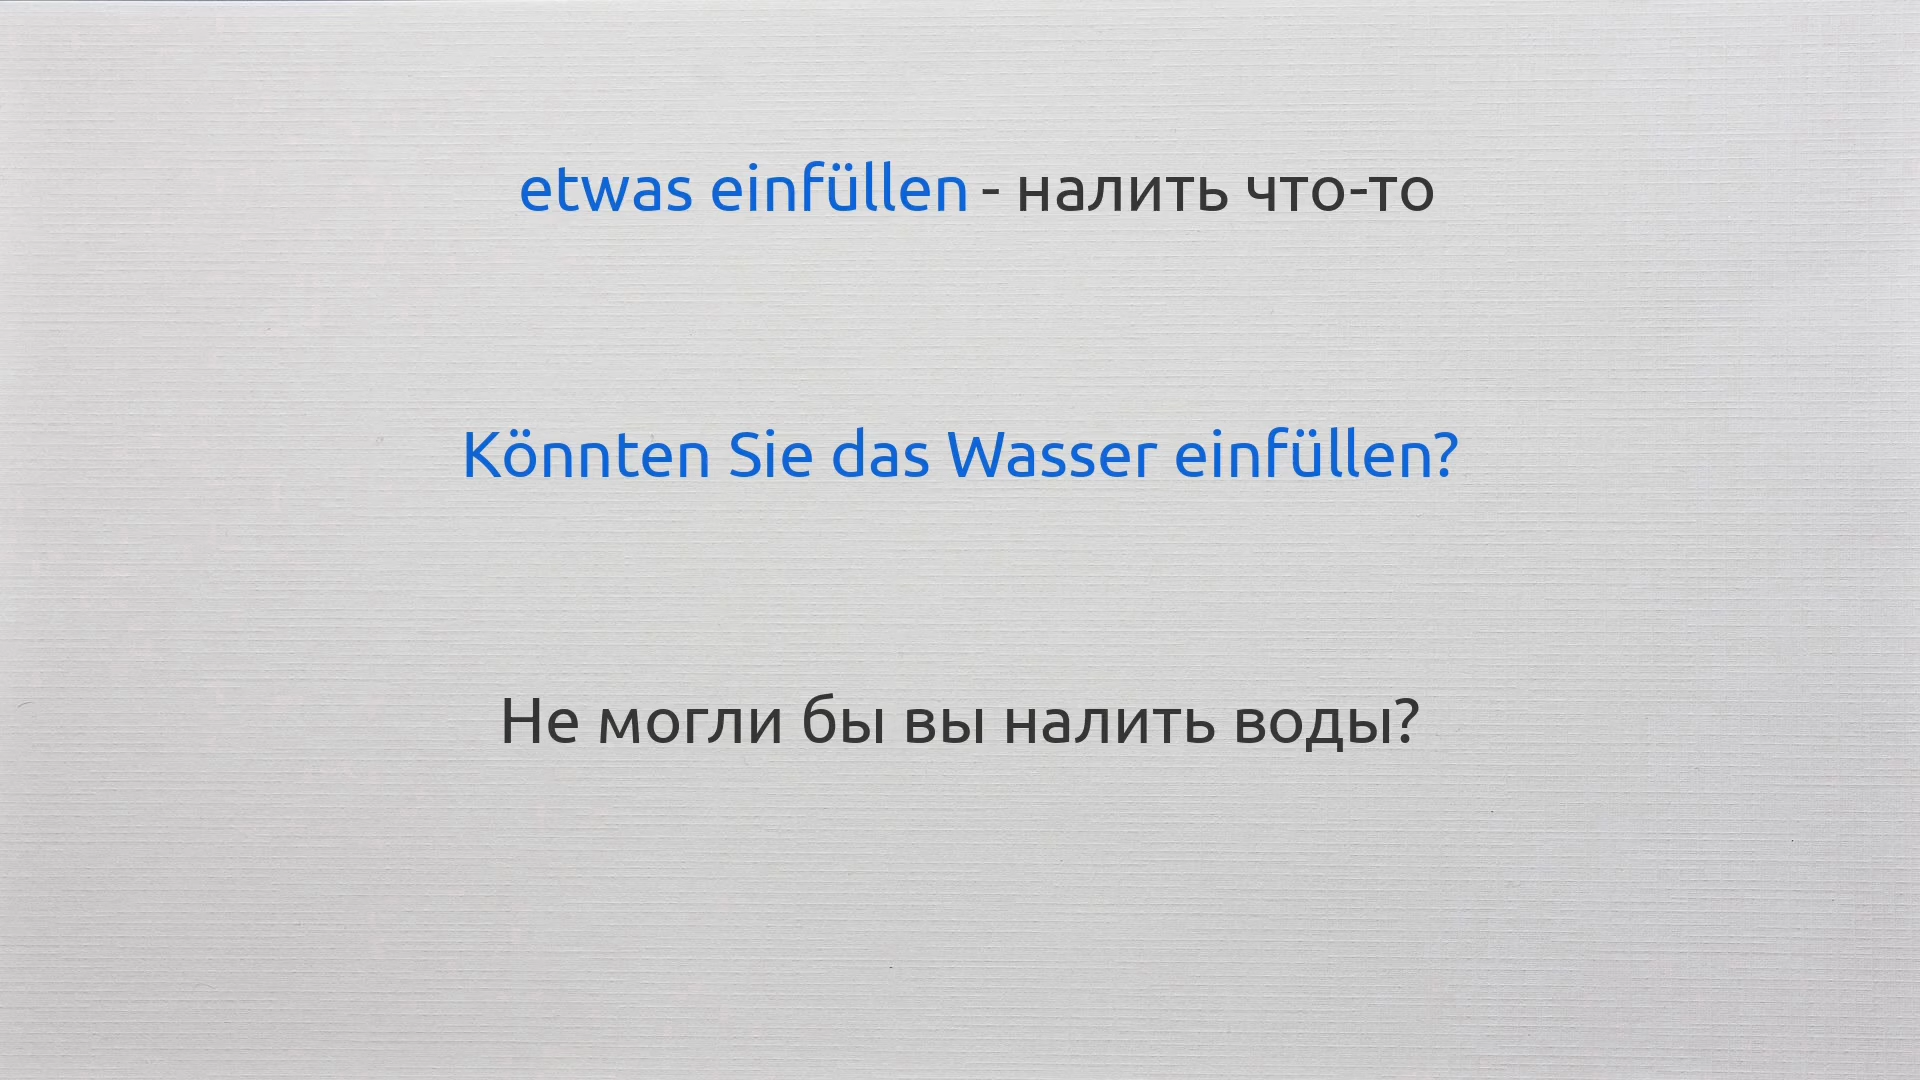 etwas einfüllen - налить что-то
Könnten Sie das Wasser einfüllen?
Не могли бы вы налить воды?